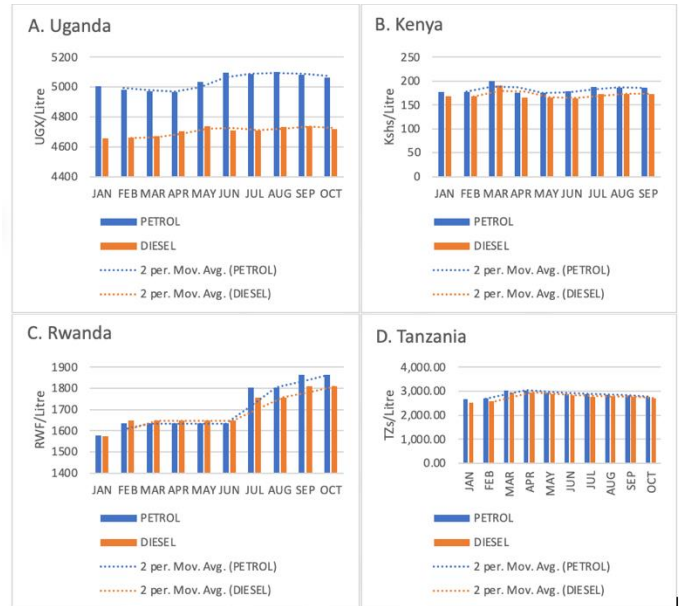 A. Uganda
UGX/Litre
5200
5000
4800
4600
4400
JAN FEB MAR APR MAY JUN JUL AUG SEP OCT
PETROL
DIESEL
2 per. Mov. Avg. (PETROL)
2 per. Mov. Avg. (DIESEL)
B. Kenya
Kshs/Litre
250
200
150
100
50
0
JAN FEB MAR APR MAY JUN JUL AUG SEP
PETROL
DIESEL
2 per. Mov. Avg. (PETROL)
2 per. Mov. Avg. (DIESEL)
C. Rwanda
RWF/Litre
1900
1800
1700
1600
1500
1400
JAN FEB MAR APR MAY JUN JUL AUG SEP OCT
PETROL
DIESEL
2 per. Mov. Avg. (PETROL)
2 per. Mov. Avg. (DIESEL)
D. Tanzania
TZs/Litre
4,000.00
3,000.00
2,000.00
1,000.00
0.00
JAN FEB MAR APR MAY JUN JUL AUG SEP OCT
PETROL
DIESEL
2 per. Mov. Avg. (PETROL)
2 per. Mov. Avg. (DIESEL)